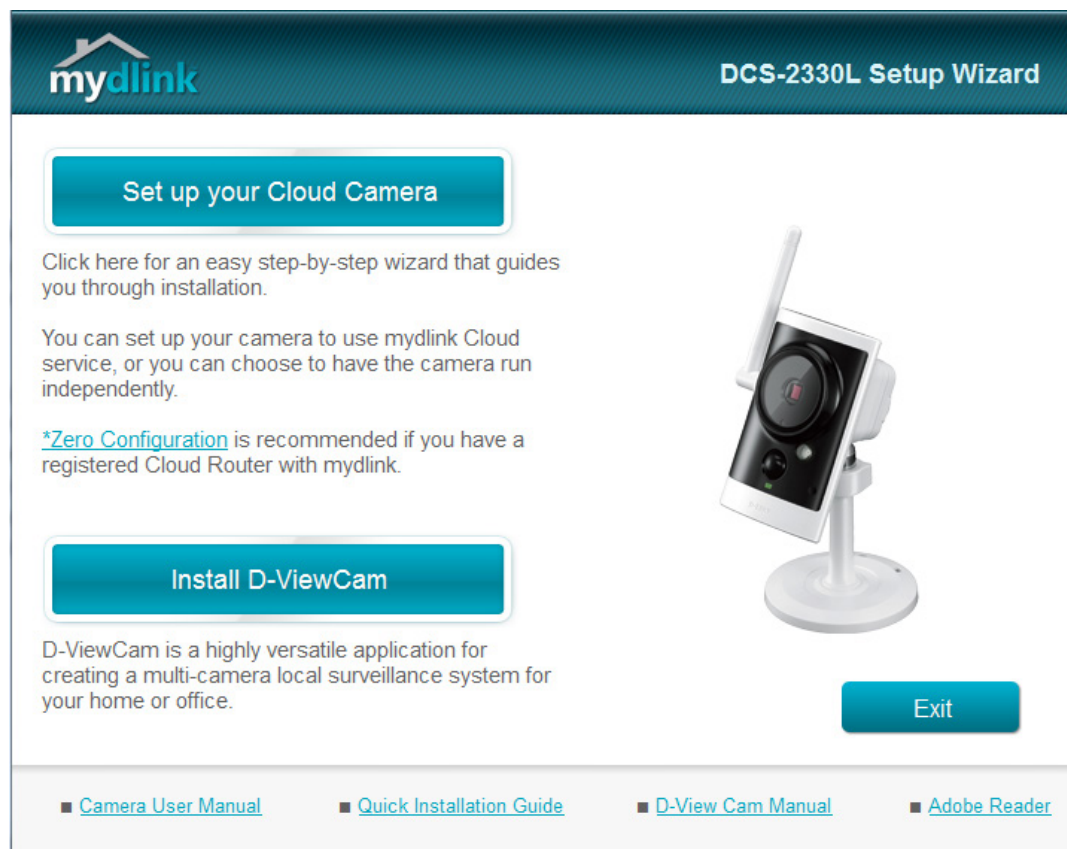 mydlink
DCS-2330L Setup Wizard
Set up your Cloud Camera
Click here for an easy step-by-step wizard that guides
you through installation.
You can set up your camera to use mydlink Cloud
service, or you can choose to have the camera run
independently.
*Zero Configuration is recommended if you have a
registered Cloud Router with mydlink.
Install D-ViewCam
D-ViewCam is a highly versatile application for
creating a multi-camera local surveillance system for
your home or office.
Exit
Camera User Manual
Quick Installation Guide
D-View Cam Manual
Adobe Reader